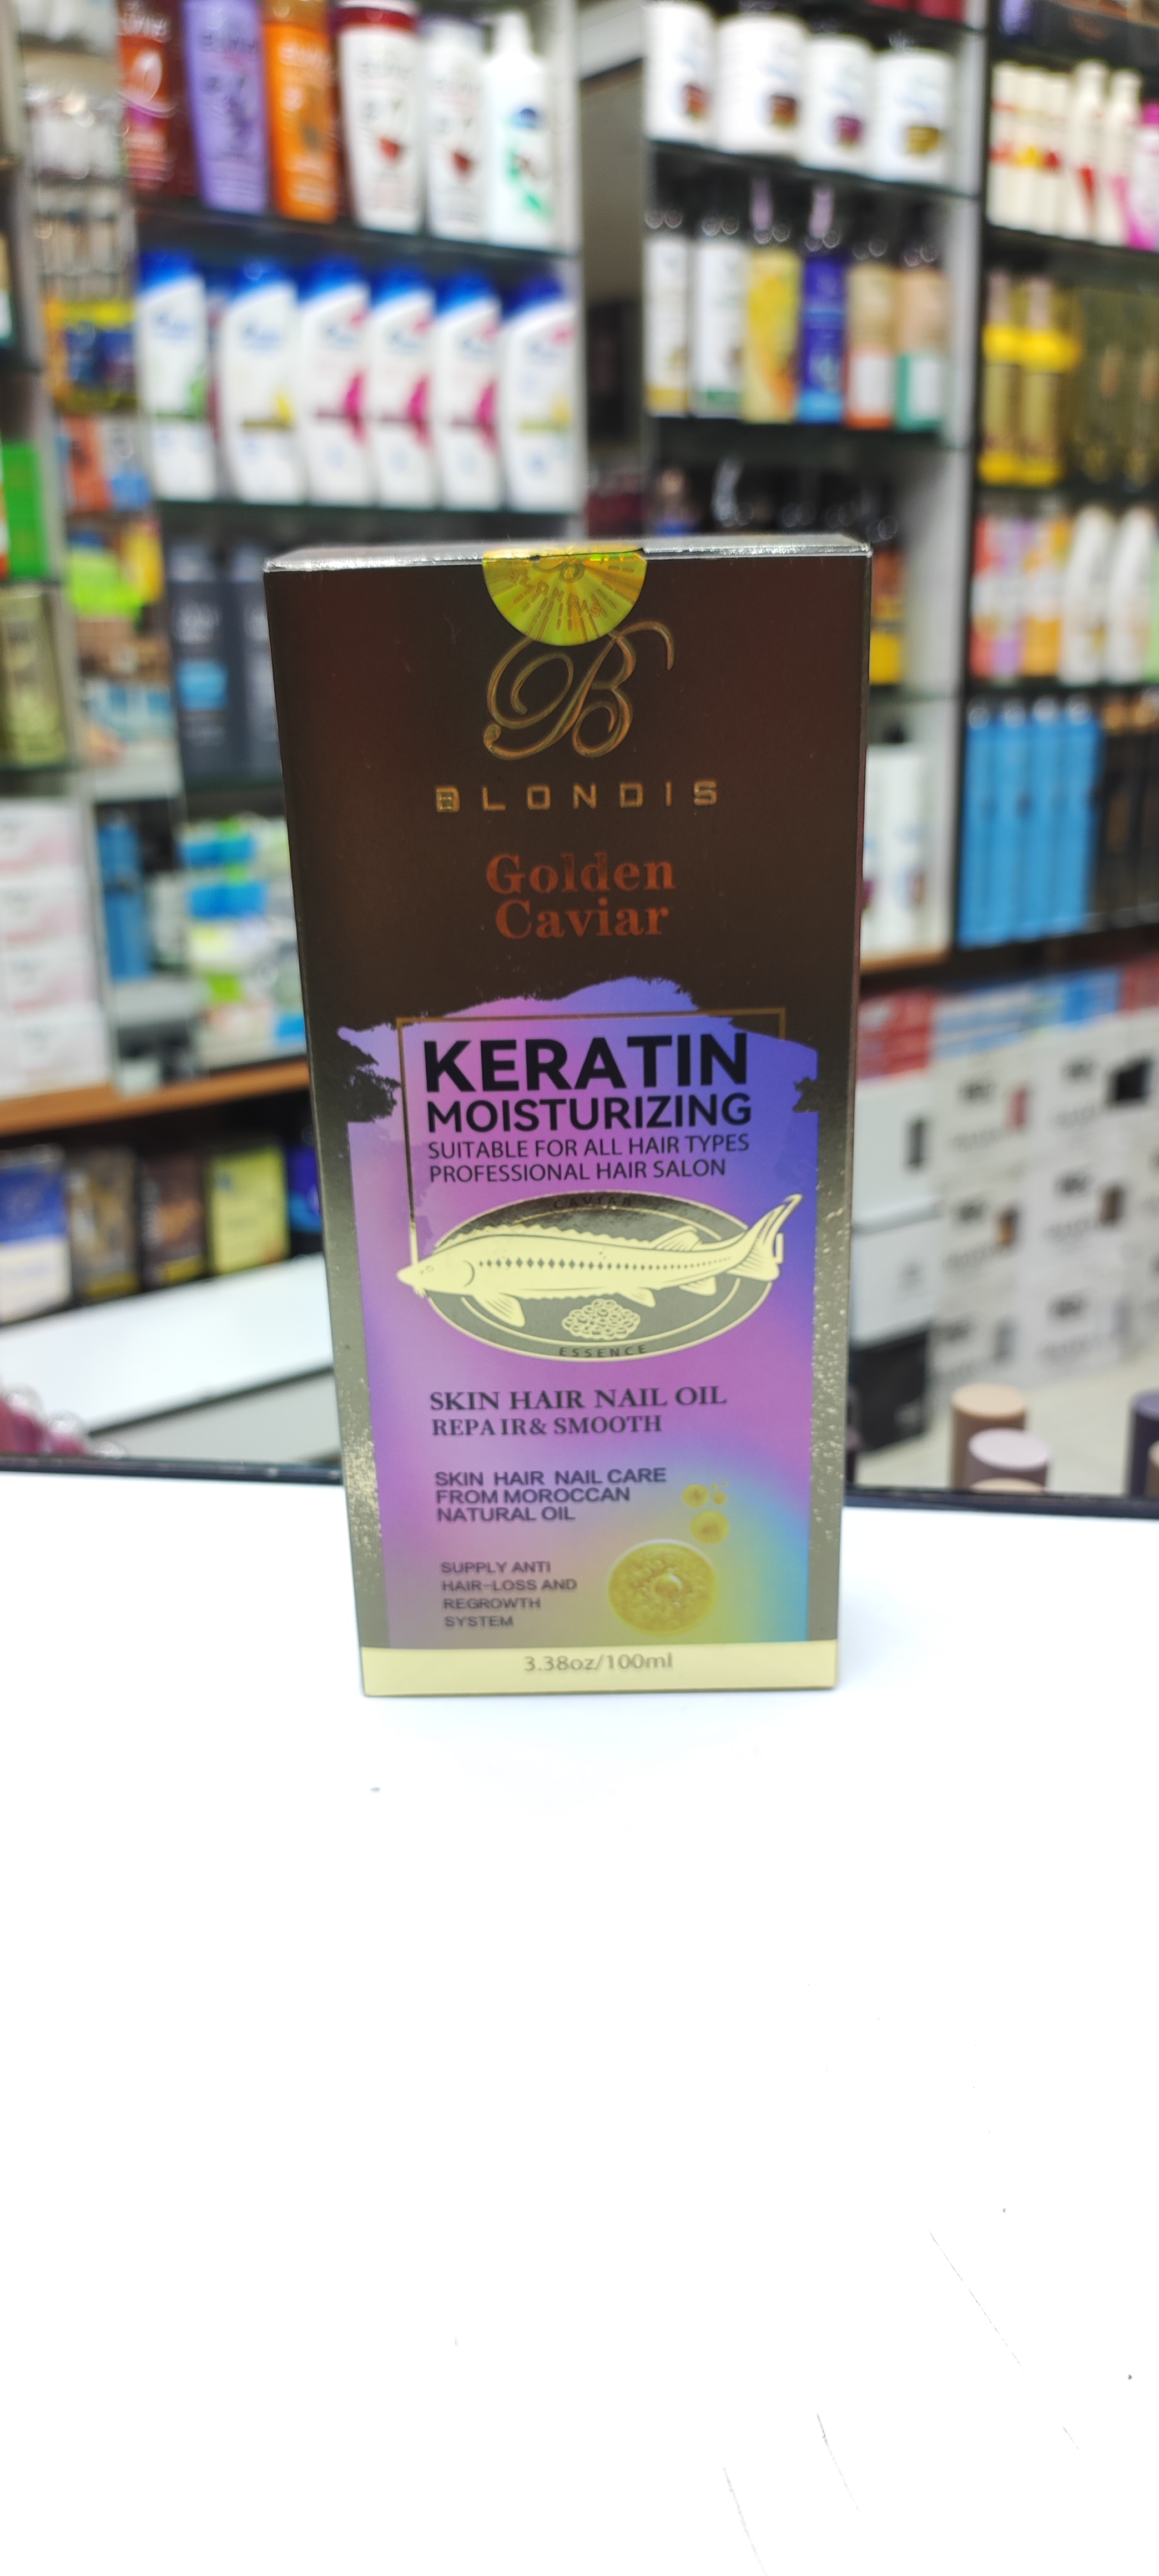 B
BLONDIS
Golden
Caviar
KERATIN
MOISTURIZING
SUITABLE FOR ALL HAIR TYPES
PROFESSIONAL HAIR SALON
CAVIAR
ESSENCE
SKIN HAIR NAIL OIL
REPAIR& SMOOTH
SKIN HAIR NAIL CARE
FROM MOROCCAN
NATURAL OIL
SUPPLY ANTI
HAIR-LOSS AND
REGROWTH
SYSTEM
3.38oz/100ml